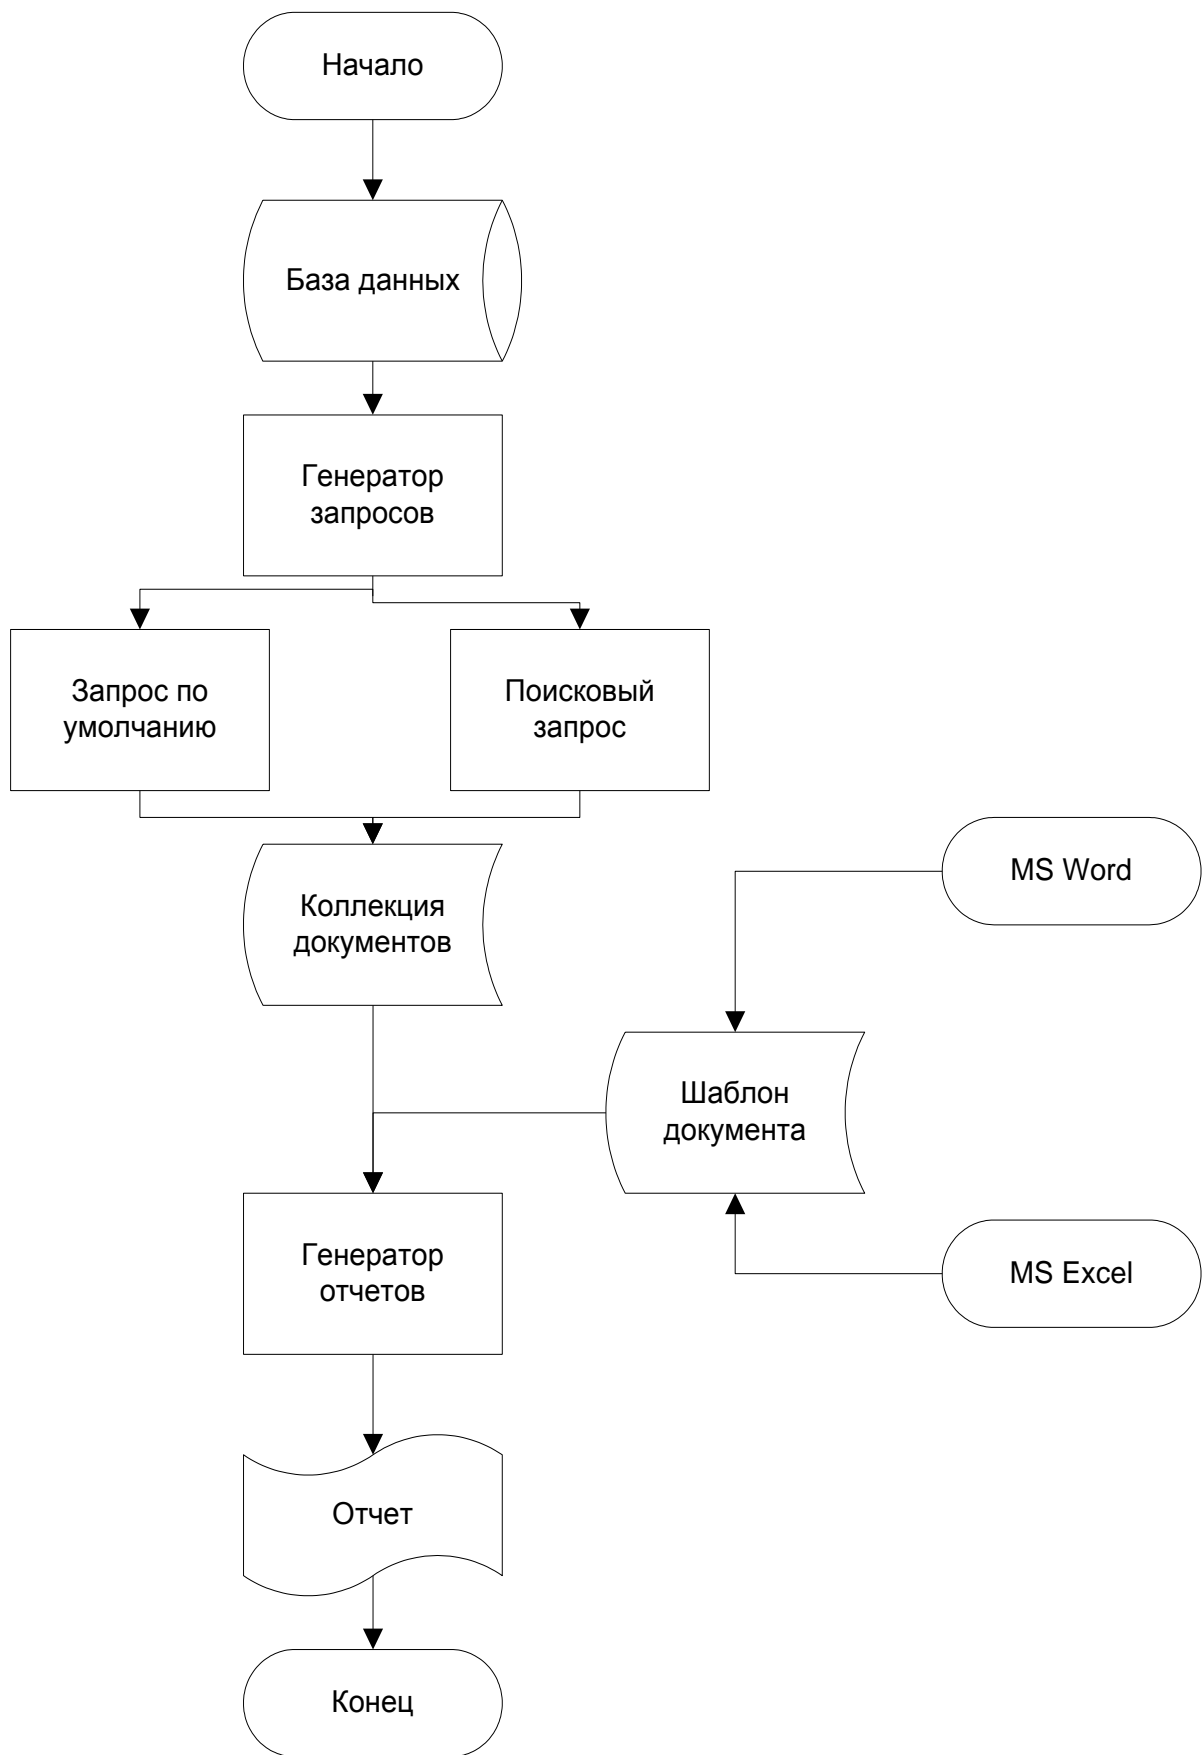 Начало
База данных
Генератор
запросов
Запрос по
умолчанию
Поисковый
запрос
Коллекция
документов
MS Word
Шаблон
документа
Генератор
отчетов
MS Excel
Отчет
Конец